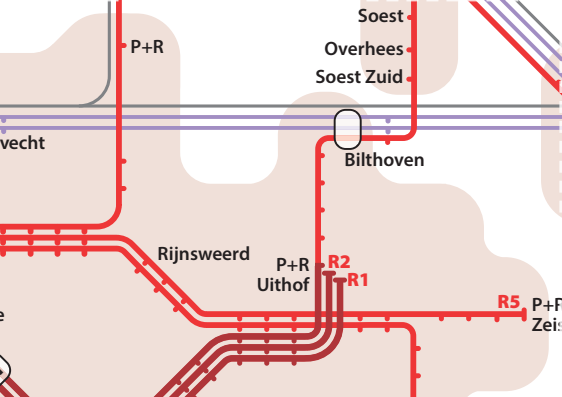 Soest
P+R
Overhees
Soest Zuid
vecht
Bilthoven
Rijnsweerd
P+R
Uithof
R2
R1
R5
P+R
Zeis
e